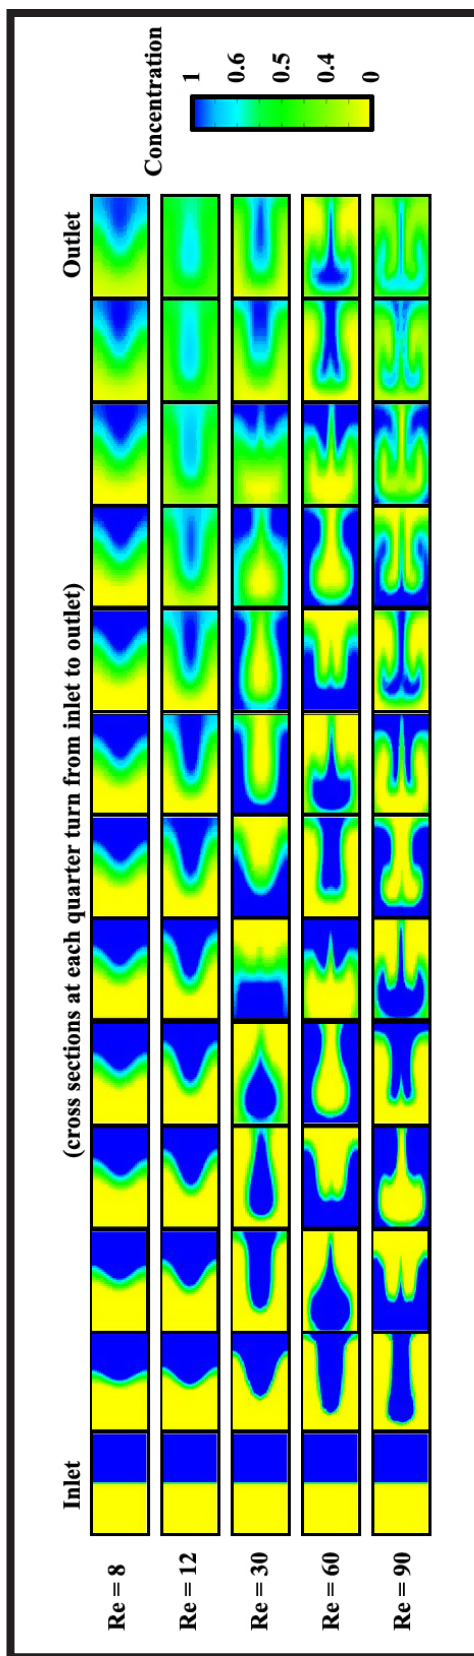 (cross sections at each quarter turn from inlet to outlet)
Inlet
Outlet
Re = 8
Re = 12
Re = 30
Re = 60
Re = 90
Concentration
1
0.6
0.5
0.4
0